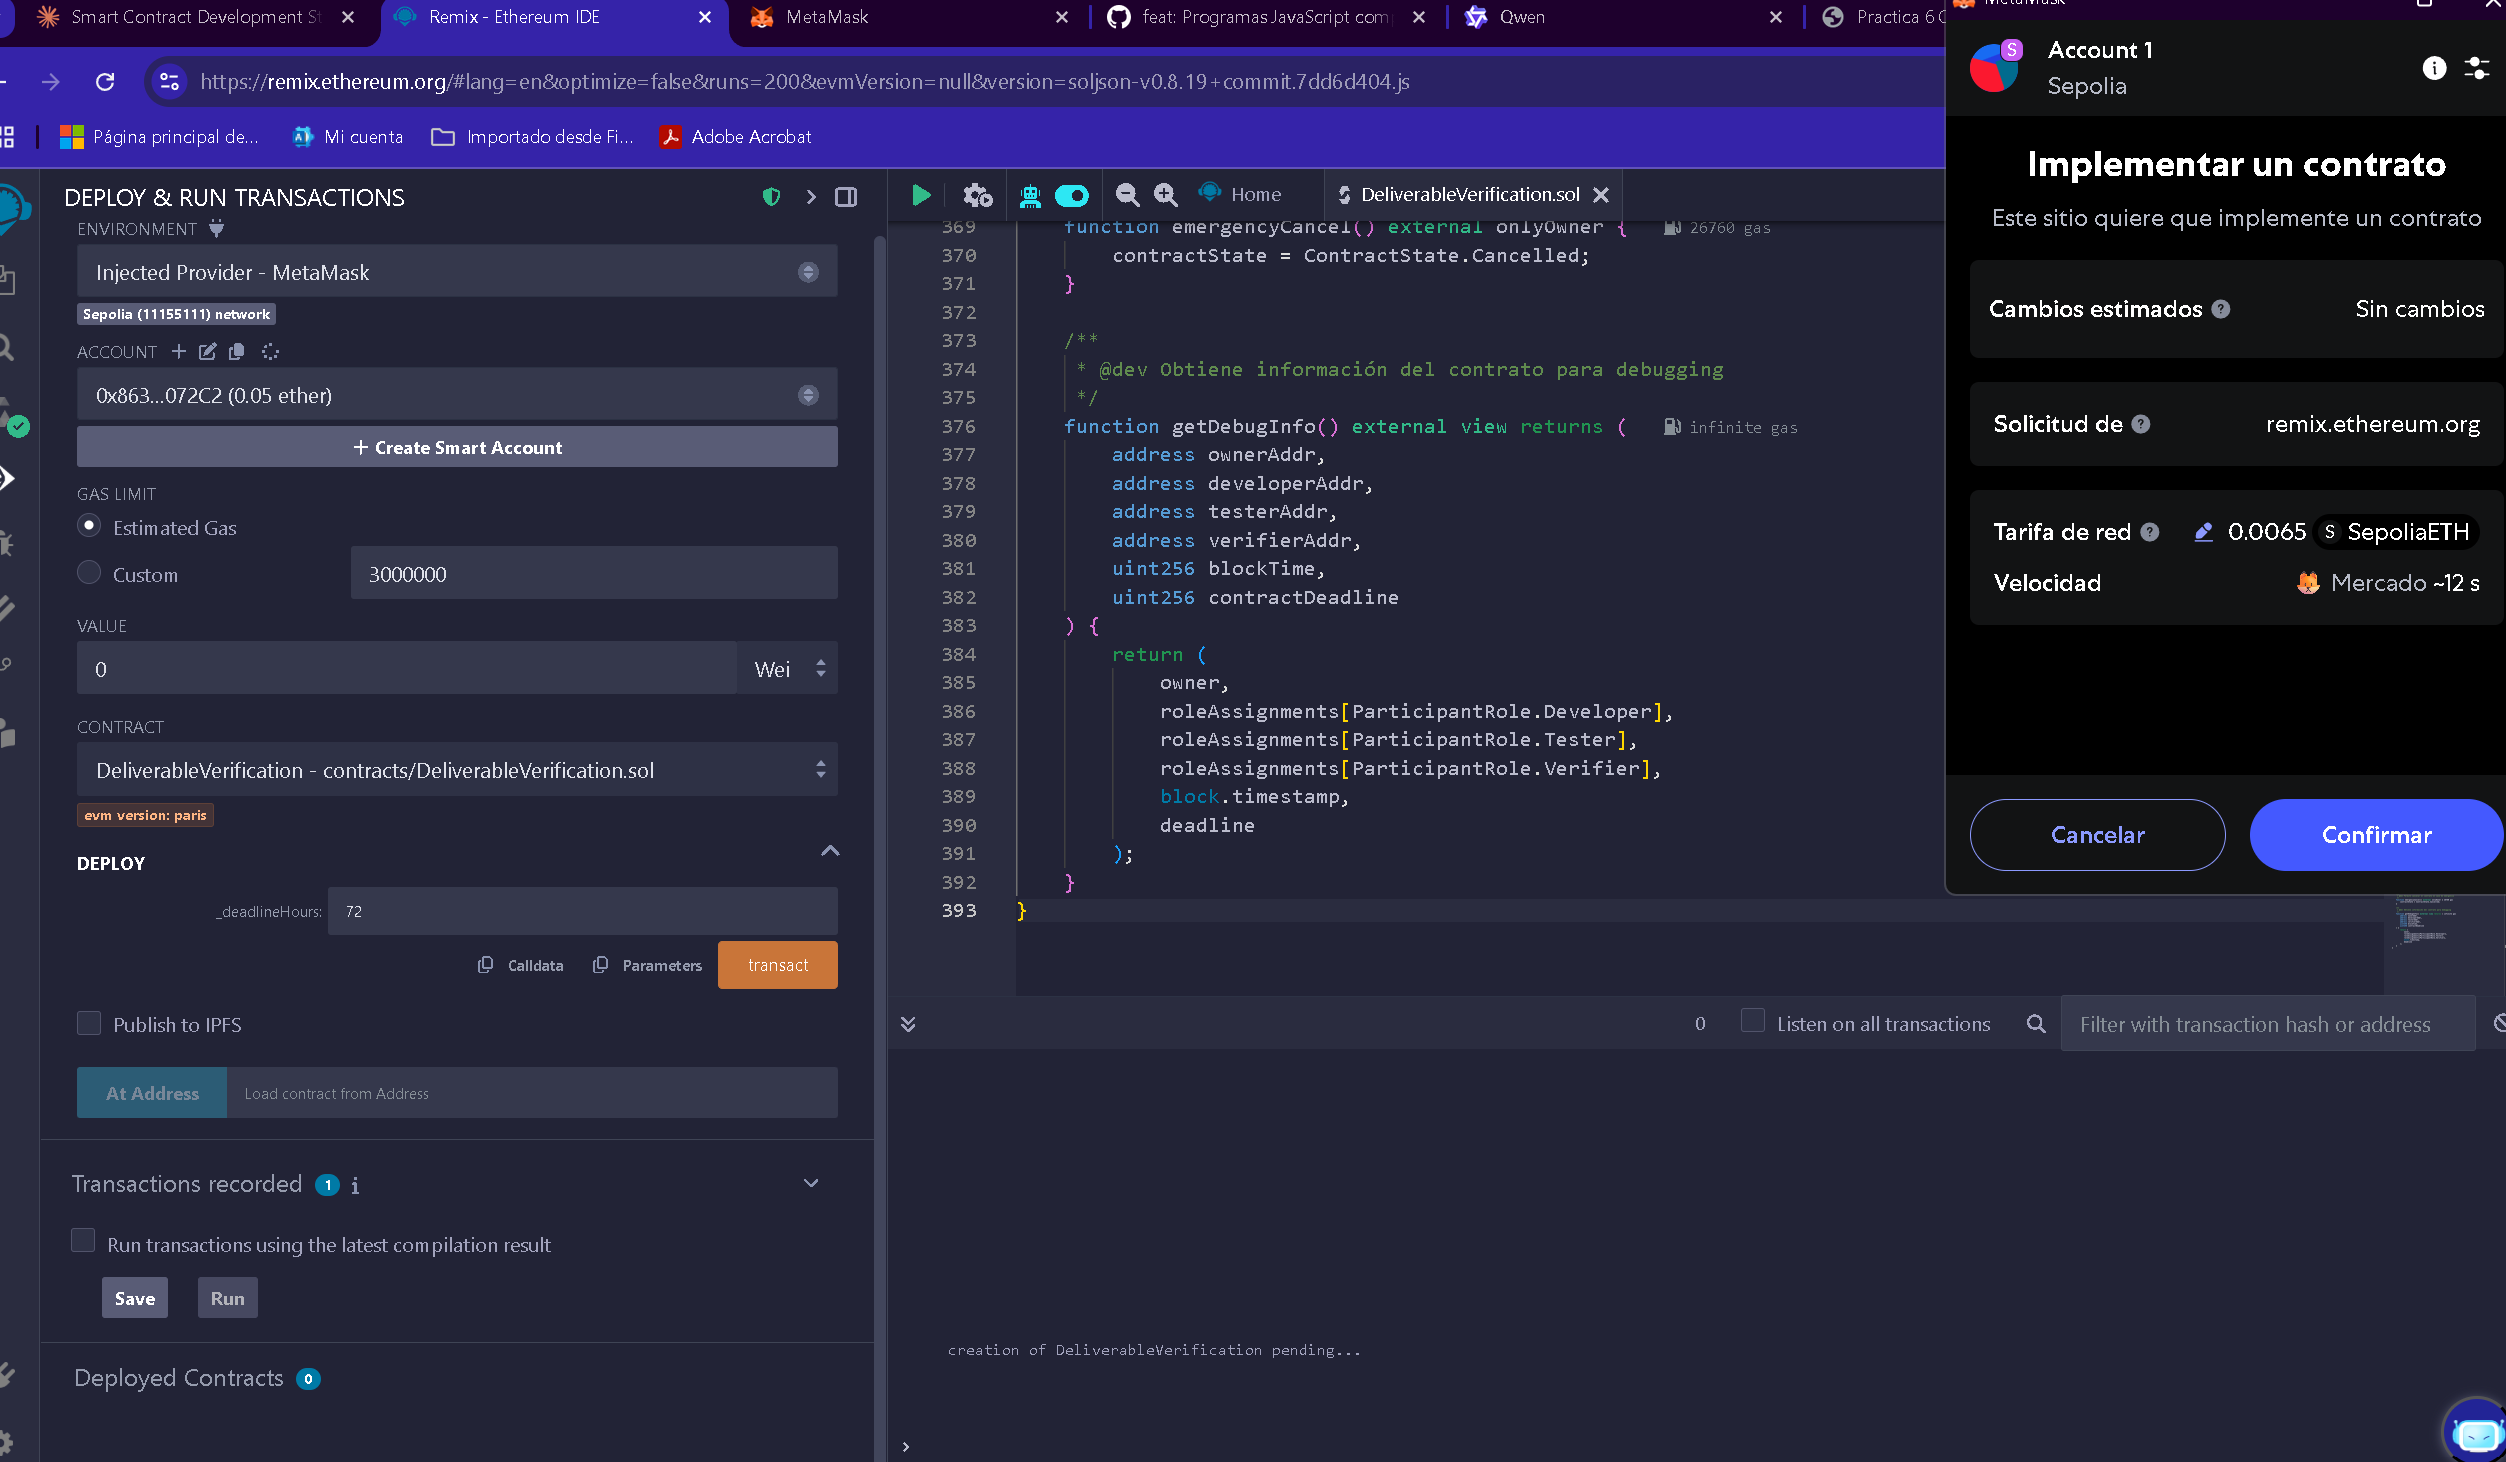 Smart Contract Development St
Remix - Ethereum IDE
MetaMask
feat: Programas JavaScript com
Qwen
Practica 6 C
https://remix.ethereum.org/#lang=en&optimize=false&runs=200&evmVersion=null&version=soljson-v0.8.19+commit.7dd6d404.js
Página principal de...
Mi cuenta
Importado desde Fi...
Adobe Acrobat
DEPLOY & RUN TRANSACTIONS
ENVIRONMENT
Injected Provider - MetaMask
Sepolia (11155111) network
ACCOUNT
0x863...072C2 (0.05 ether)
+ Create Smart Account
GAS LIMIT
Estimated Gas
Custom
3000000
VALUE
0
Wei
CONTRACT
DeliverableVerification - contracts/DeliverableVerification.sol
evm version: paris
DEPLOY
_deadlineHours:
72
Calldata
Parameters
transact
Publish to IPFS
At Address
Load contract from Address
Transactions recorded 1 i
Run transactions using the latest compilation result
Save
Run
Deployed Contracts 0
Home
DeliverableVerification.sol
369 function emergencyCancel() external onlyOwner { 26760 gas
370 contractState = ContractState.Cancelled;
371 }
372
373 /**
374 * @dev Obtiene información del contrato para debugging
375 */
376 function getDebugInfo() external view returns ( infinite gas
377 address ownerAddr,
378 address developerAddr,
379 address testerAddr,
380 address verifierAddr,
381 uint256 blockTime,
382 uint256 contractDeadline
383 ) {
384 return (
385 owner,
386 roleAssignments[ParticipantRole.Developer],
387 roleAssignments[ParticipantRole.Tester],
388 roleAssignments[ParticipantRole.Verifier],
389 block.timestamp,
390 deadline
391 );
392 }
393 }
0
Listen on all transactions
Filter with transaction hash or address
creation of DeliverableVerification pending...
>
MetaMask
S
Account 1
Sepolia
Implementar un contrato
Este sitio quiere que implemente un contrato
Cambios estimados
Sin cambios
Solicitud de
remix.ethereum.org
Tarifa de red
0.0065 S SepoliaETH
Velocidad
Mercado ~12 s
Cancelar
Confirmar